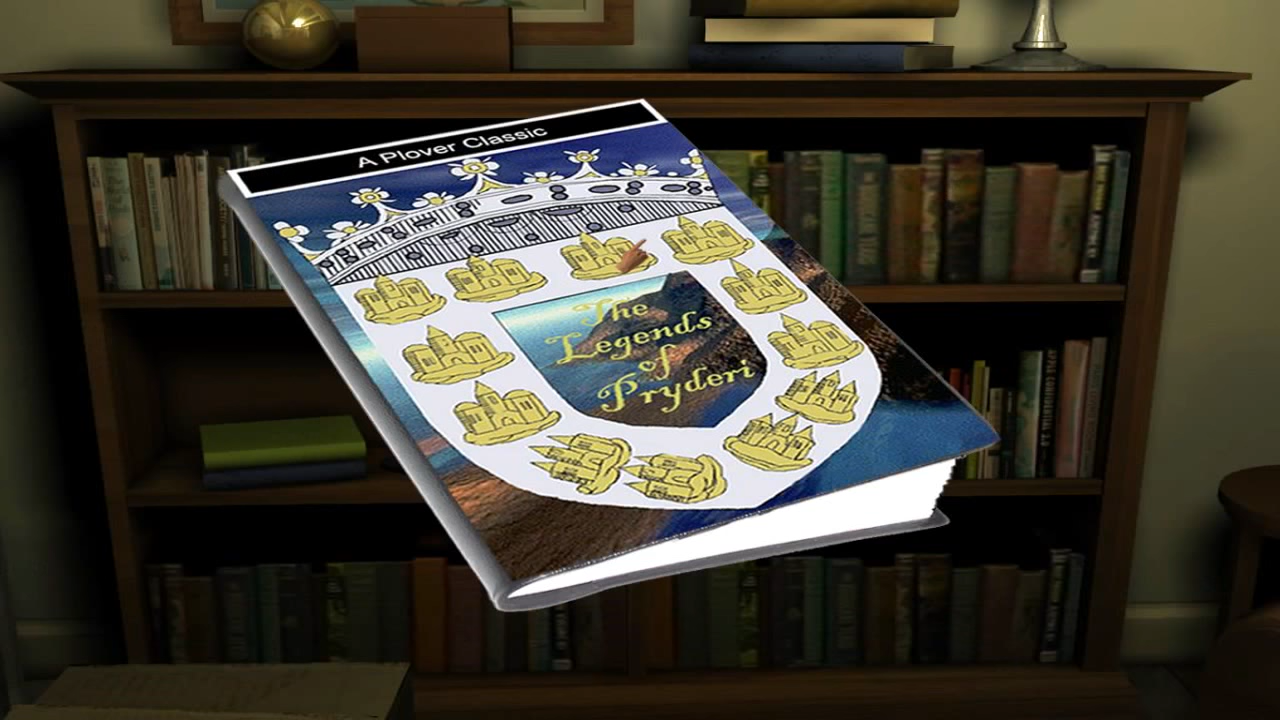 A Plover Classic
The
Legends
of
Pryderi